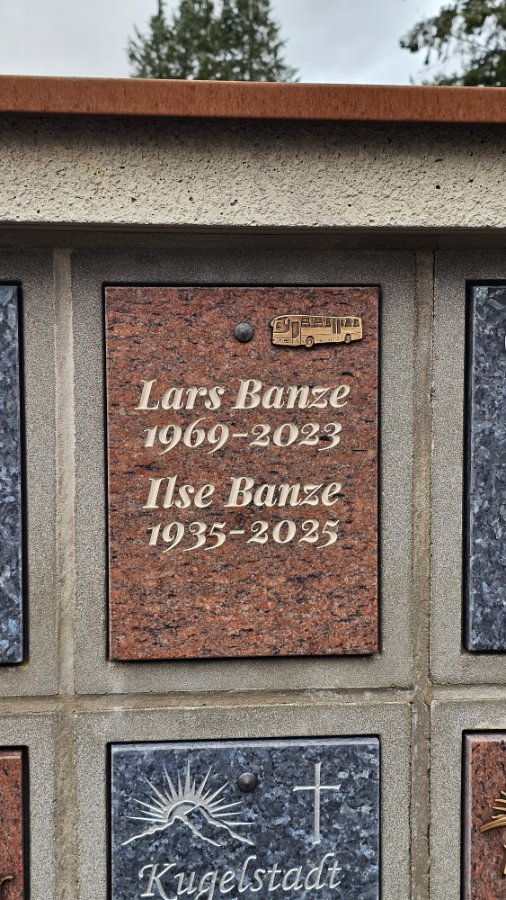 Lars Banze
1969-2023
Ilse Banze
1935-2025
Kugelstadt